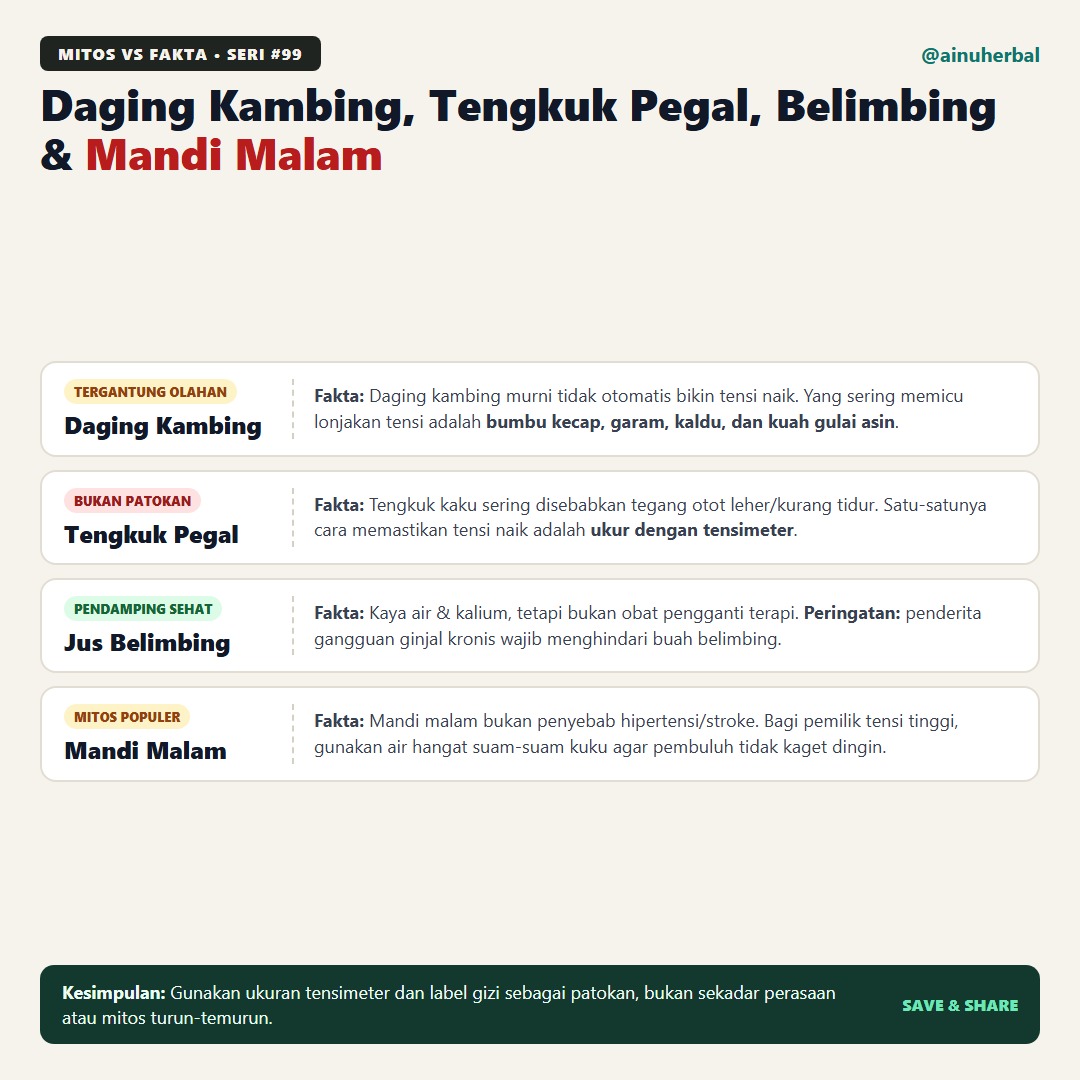 MITOS VS FAKTA • SERI #99
@ainuherbal
Daging Kambing, Tengkuk Pegal, Belimbing
& Mandi Malam
TERGANTUNG OLAHAN
Daging Kambing
Fakta: Daging kambing murni tidak otomatis bikin tensi naik. Yang sering memicu
lonjakan tensi adalah bumbu kecap, garam, kaldu, dan kuah gulai asin.
BUKAN PATOKAN
Tengkuk Pegal
Fakta: Tengkuk kaku sering disebabkan tegang otot leher/kurang tidur. Satu-satunya
cara memastikan tensi naik adalah ukur dengan tensimeter.
PENDAMPING SEHAT
Jus Belimbing
Fakta: Kaya air & kalium, tetapi bukan obat pengganti terapi. Peringatan: penderita
gangguan ginjal kronis wajib menghindari buah belimbing.
MITOS POPULER
Mandi Malam
Fakta: Mandi malam bukan penyebab hipertensi/stroke. Bagi pemilik tensi tinggi,
gunakan air hangat suam-suam kuku agar pembuluh tidak kaget dingin.
Kesimpulan: Gunakan ukuran tensimeter dan label gizi sebagai patokan, bukan sekadar perasaan
atau mitos turun-temurun.
SAVE & SHARE